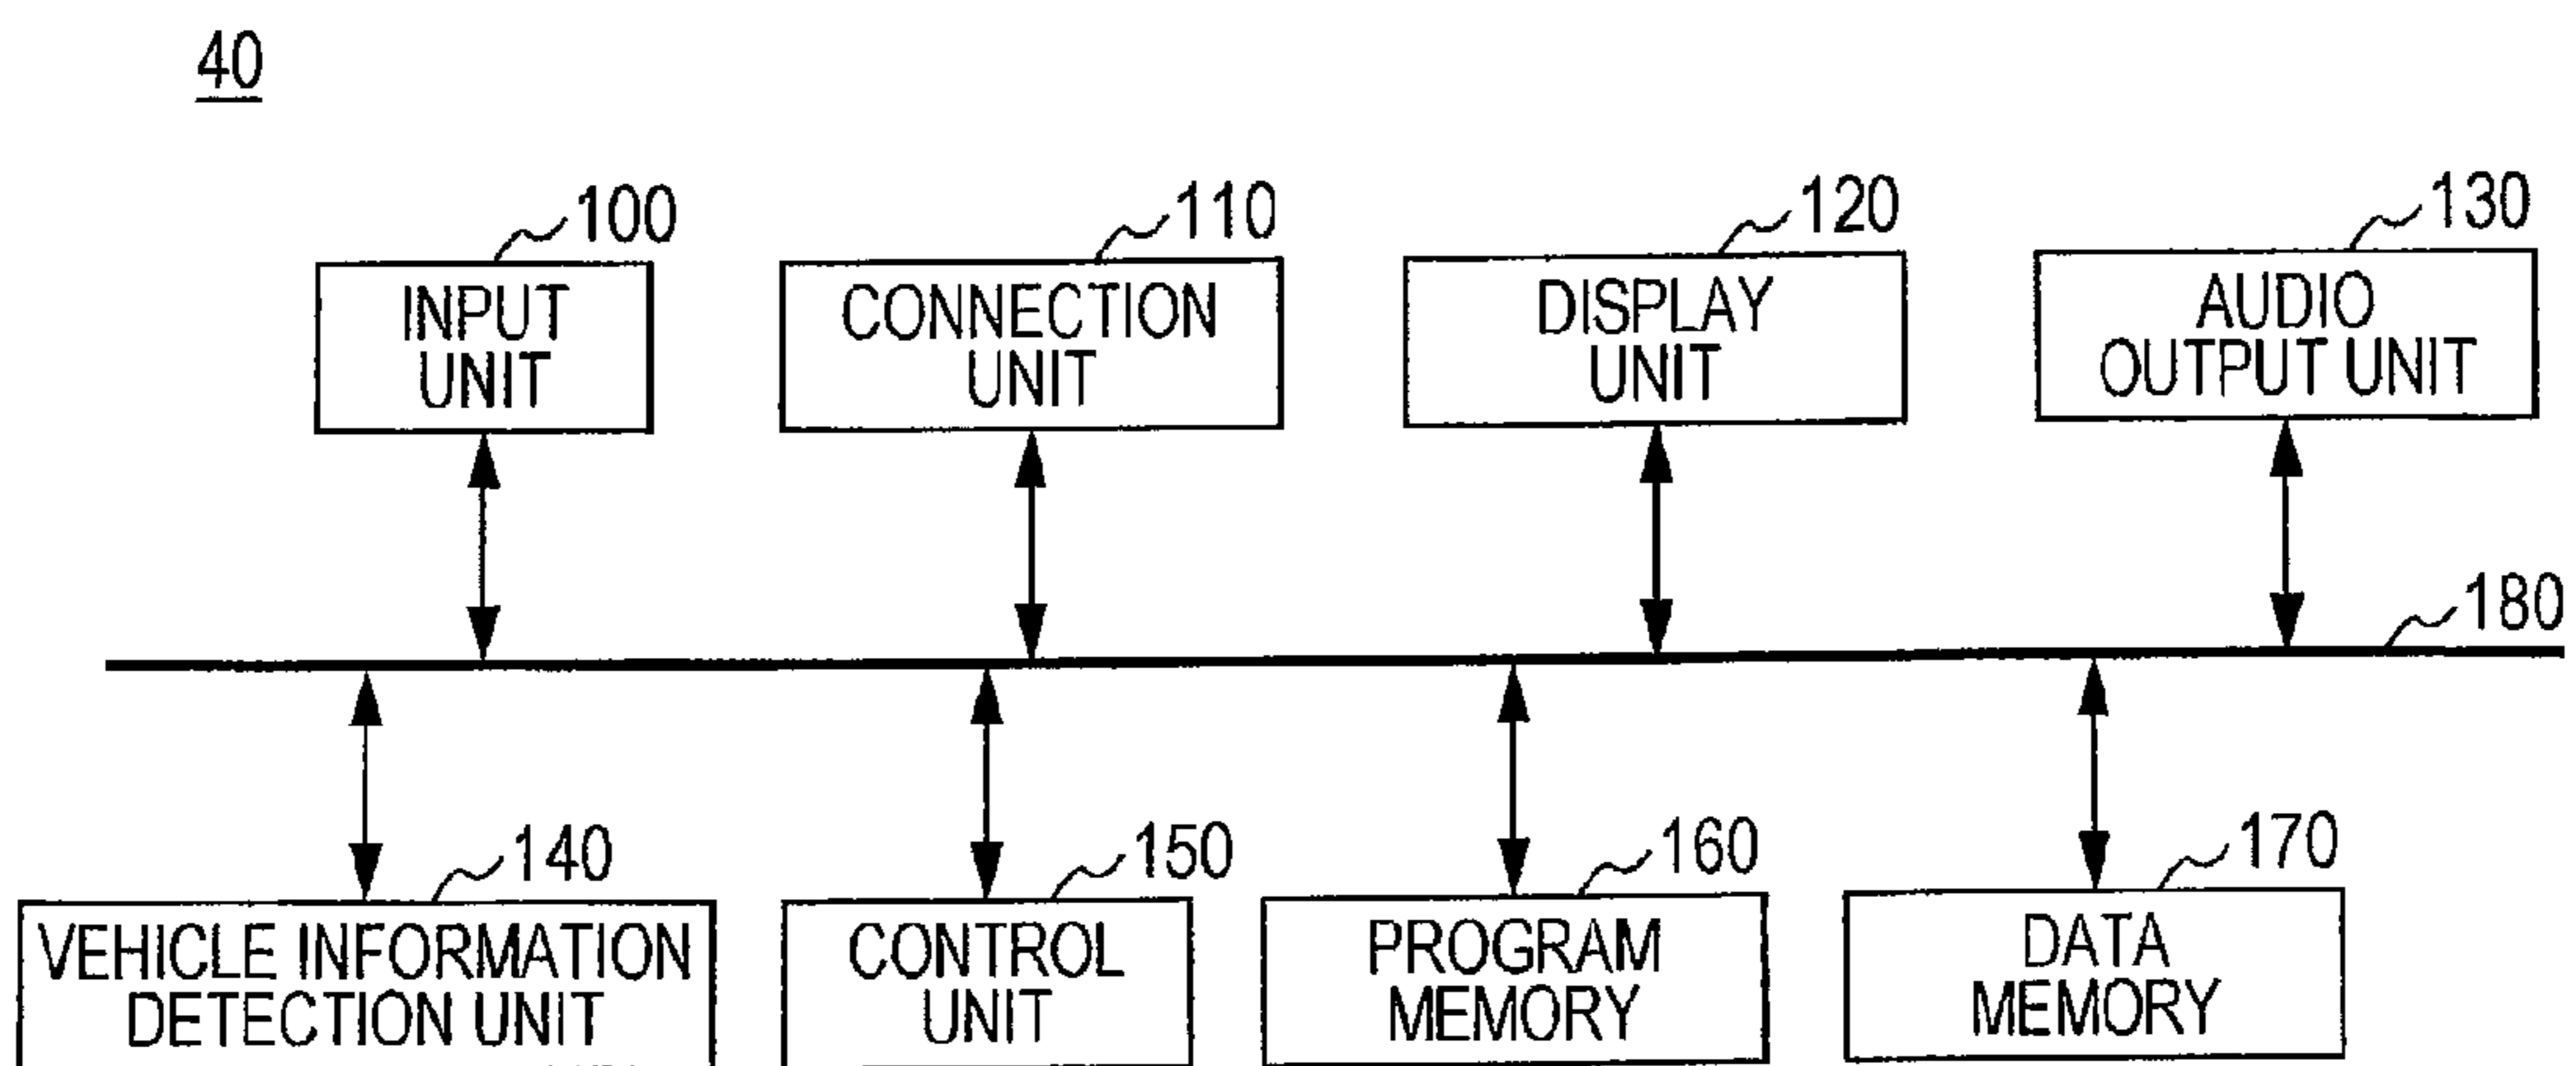 40
100
110
120
130
INPUT
UNIT
CONNECTION
UNIT
DISPLAY
UNIT
AUDIO
OUTPUT UNIT
180
140
150
160
170
VEHICLE INFORMATION
DETECTION UNIT
CONTROL
UNIT
PROGRAM
MEMORY
DATA
MEMORY